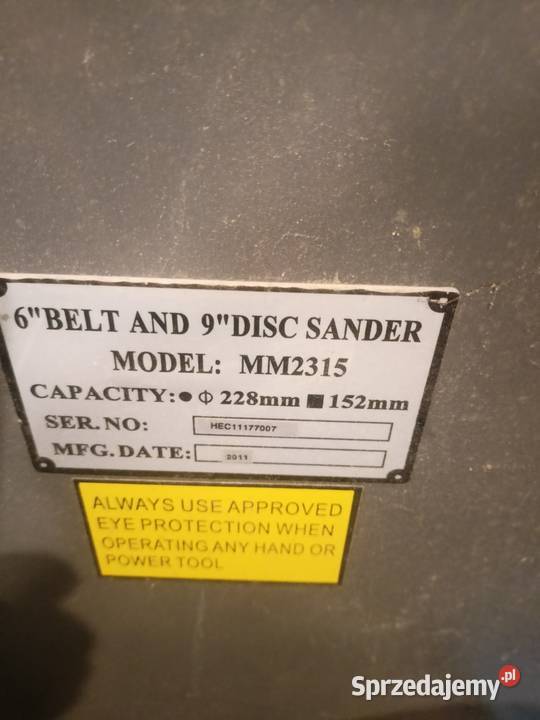 6"BELT AND 9"DISC SANDER
MODEL: MM2315
CAPACITY:●Φ 228mm ■ 152mm
SER.NO: HEC11177007
MFG.DATE: 2011
ALWAYS USE APPROVED
EYE PROTECTION WHEN
OPERATING ANY HAND OR
POWER TOOL
Sprzedajemy.pl